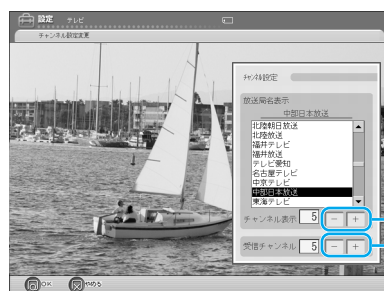 設定 テレビ
チャンネル設定変更
チャンネル設定
放送局名表示
中部日本放送
北陸朝日放送
北陸放送
福井テレビ
福井放送
テレビ愛知
名古屋テレビ
中京テレビ
中部日本放送
東海テレビ
チャンネル表示 5 － ＋
受信チャンネル 5 － ＋
OK やめる